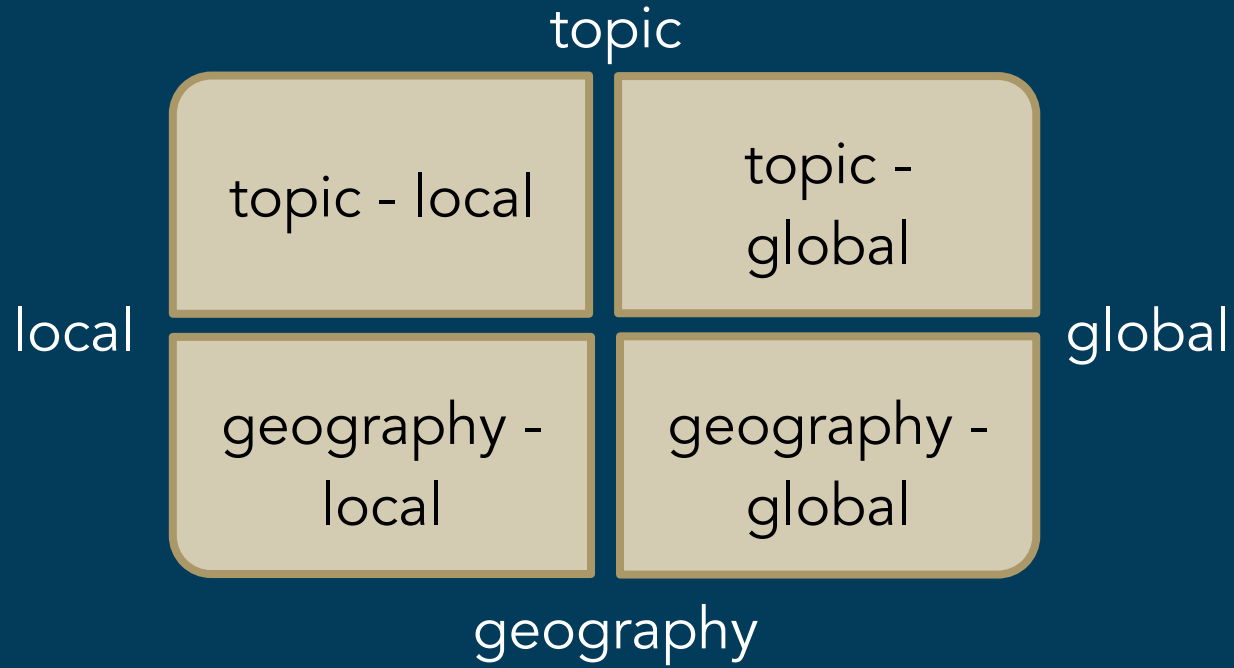 topic
topic - local
topic -
global
local
global
geography -
local
geography -
global
geography